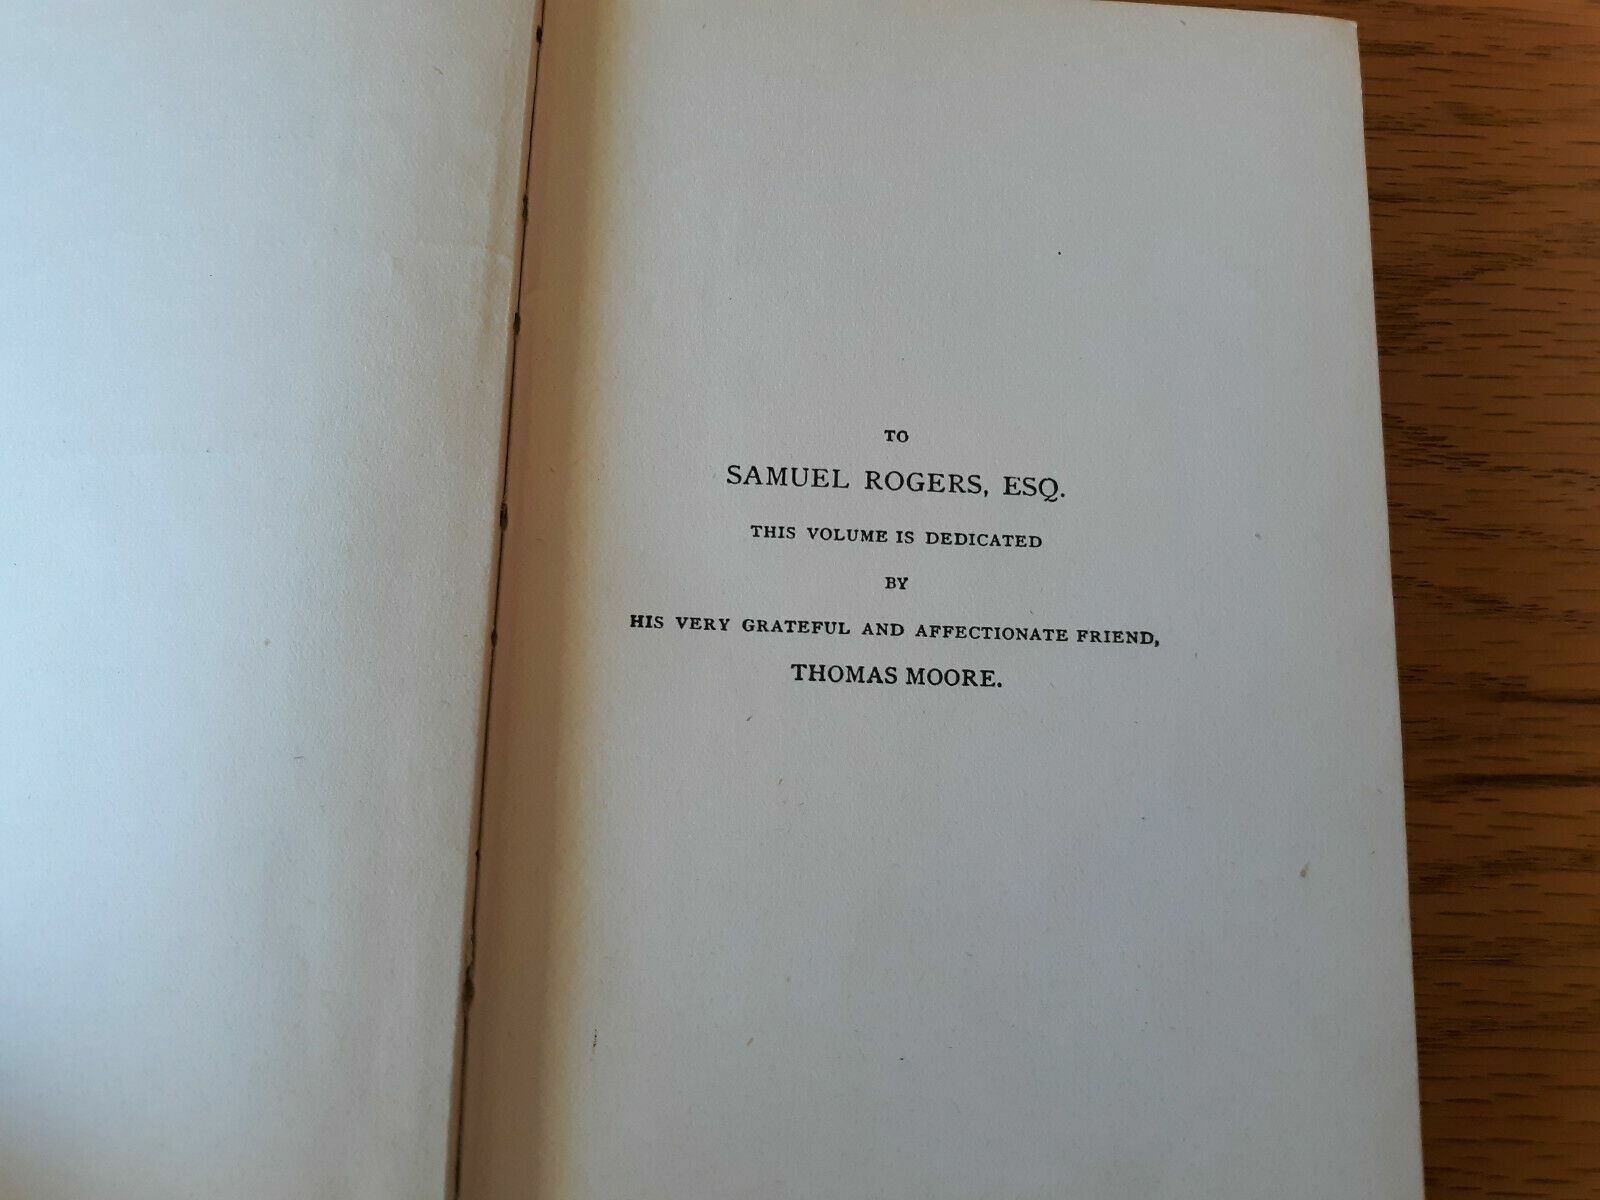 TO
SAMUEL ROGERS, ESQ.
THIS VOLUME IS DEDICATED
BY
HIS VERY GRATEFUL AND AFFECTIONATE FRIEND,
THOMAS MOORE.